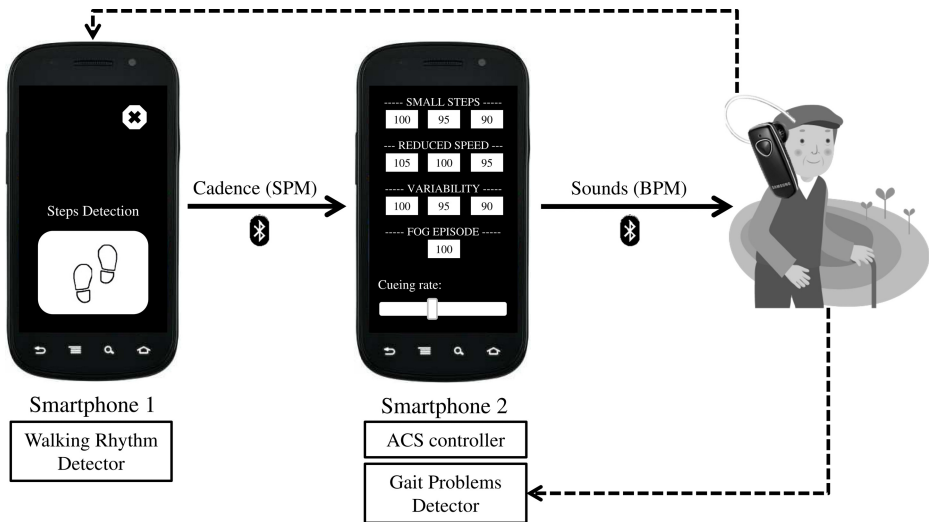 Steps Detection
Smartphone 1
Walking Rhythm
Detector
Cadence (SPM)
----- SMALL STEPS -----
100 95 90
--- REDUCED SPEED ---
105 100 95
----- VARIABILITY -----
100 95 90
----- FOG EPISODE -----
100
Cueing rate:
Smartphone 2
ACS controller
Gait Problems
Detector
Sounds (BPM)
SAMSUNG